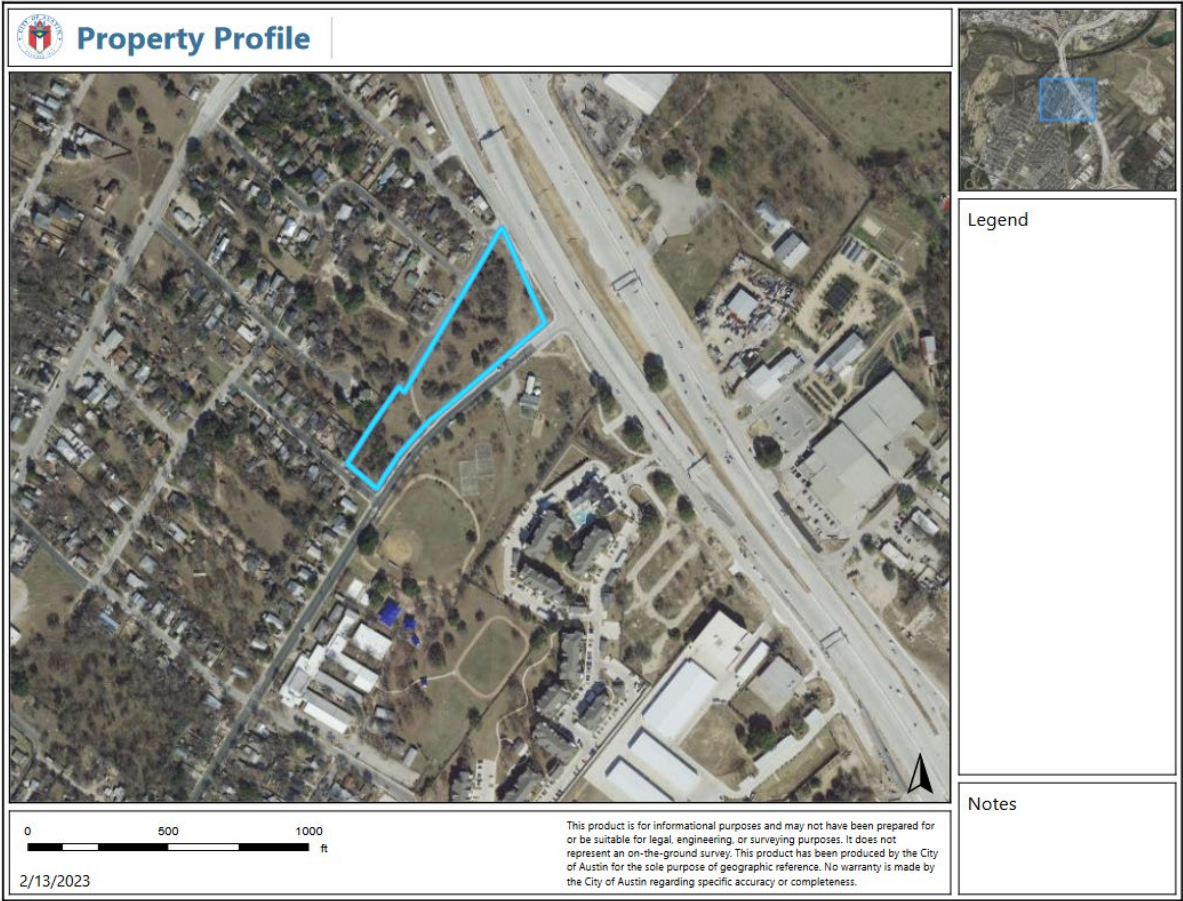 CITY OF AUSTIN
Property Profile
Legend
Notes
0 500 1000
ft
2/13/2023
This product is for informational purposes and may not have been prepared for
or be suitable for legal, engineering, or surveying purposes. It does not
represent an on-the-ground survey. This product has been produced by the City
of Austin for the sole purpose of geographic reference. No warranty is made by
the City of Austin regarding specific accuracy or completeness.